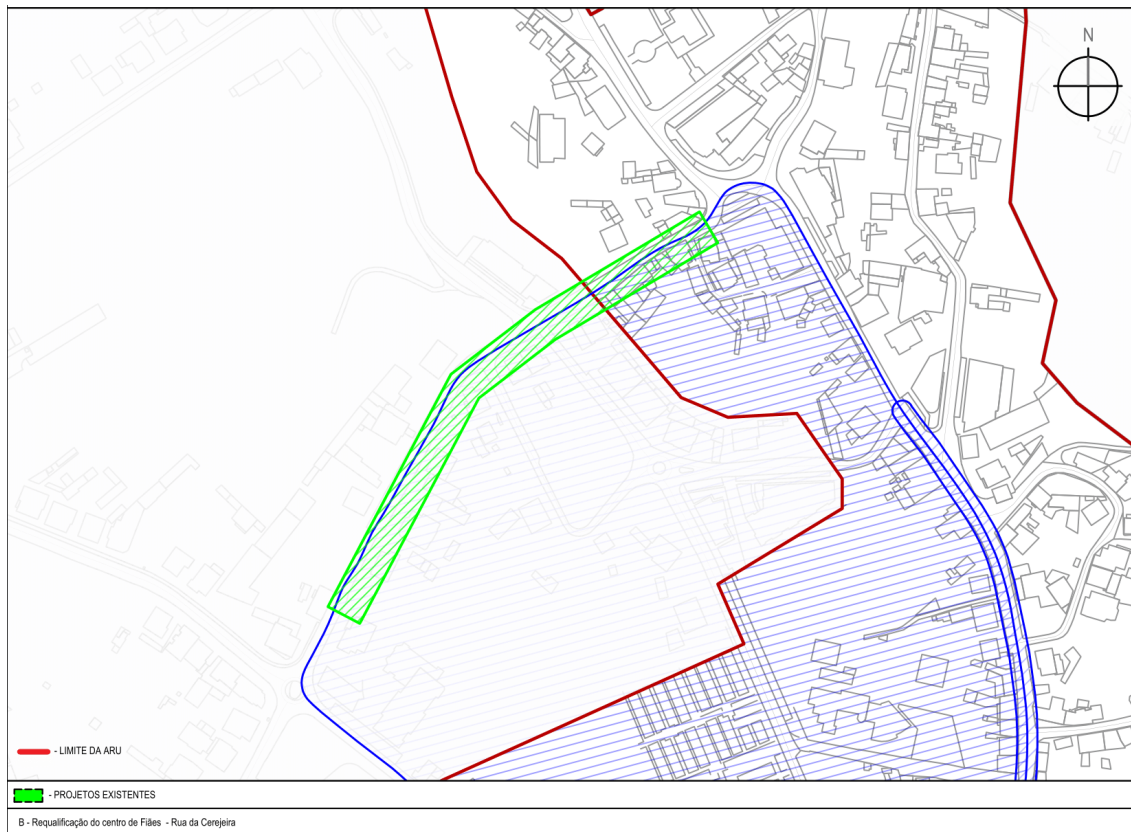 N
- LIMITE DA ARU
- PROJETOS EXISTENTES
B - Requalificação do centro de Fiães - Rua da Cerejeira